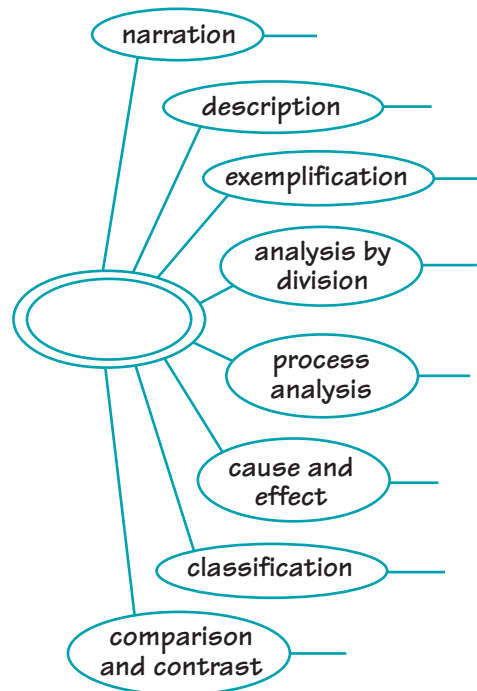 narration
description
exemplification
analysis by
division
process
analysis
cause and
effect
classification
comparison
and contrast